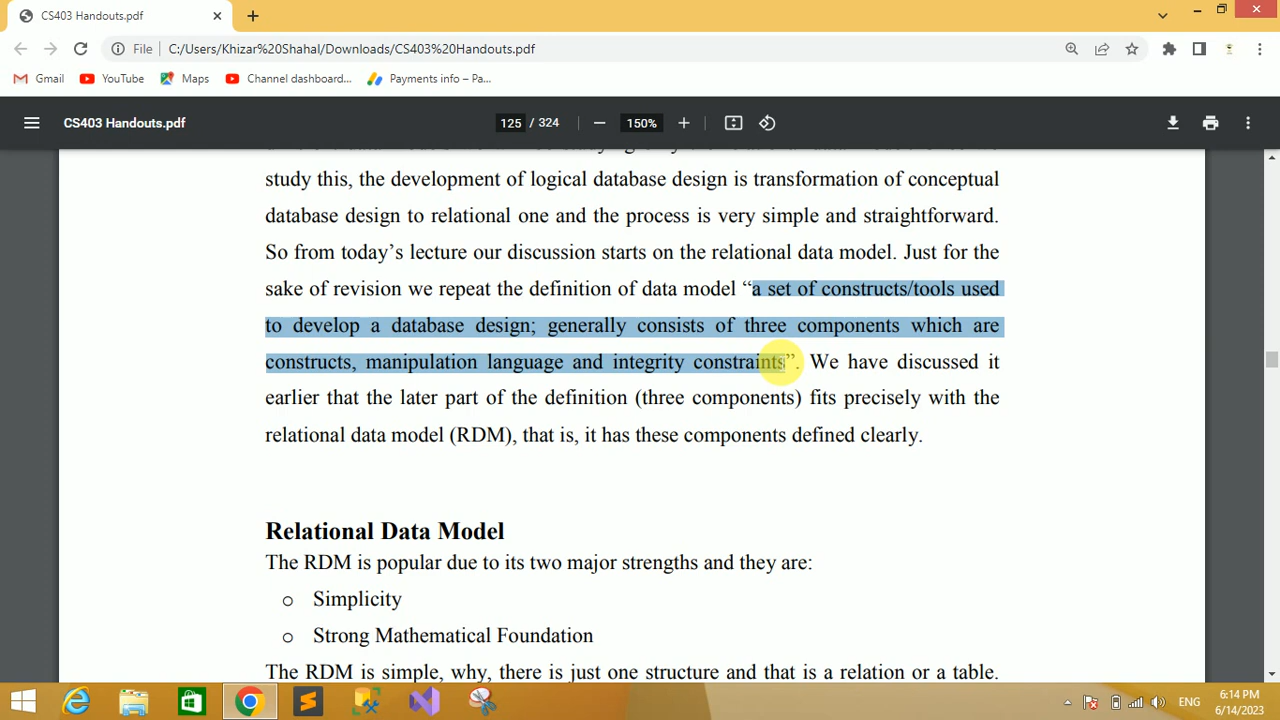 CS403 Handouts.pdf
File
C:/Users/Khizar%20Shahal/Downloads/CS403%20Handouts.pdf
Gmail
YouTube
Maps
Channel dashboard...
Payments info – Pa...
CS403 Handouts.pdf
125 / 324
150%
study this, the development of logical database design is transformation of conceptual
database design to relational one and the process is very simple and straightforward.
So from today’s lecture our discussion starts on the relational data model. Just for the
sake of revision we repeat the definition of data model “a set of constructs/tools used
to develop a database design; generally consists of three components which are
constructs, manipulation language and integrity constraints”. We have discussed it
earlier that the later part of the definition (three components) fits precisely with the
relational data model (RDM), that is, it has these components defined clearly.
Relational Data Model
The RDM is popular due to its two major strengths and they are:
o Simplicity
o Strong Mathematical Foundation
The RDM is simple, why, there is just one structure and that is a relation or a table.
ENG
6:14 PM
6/14/2023